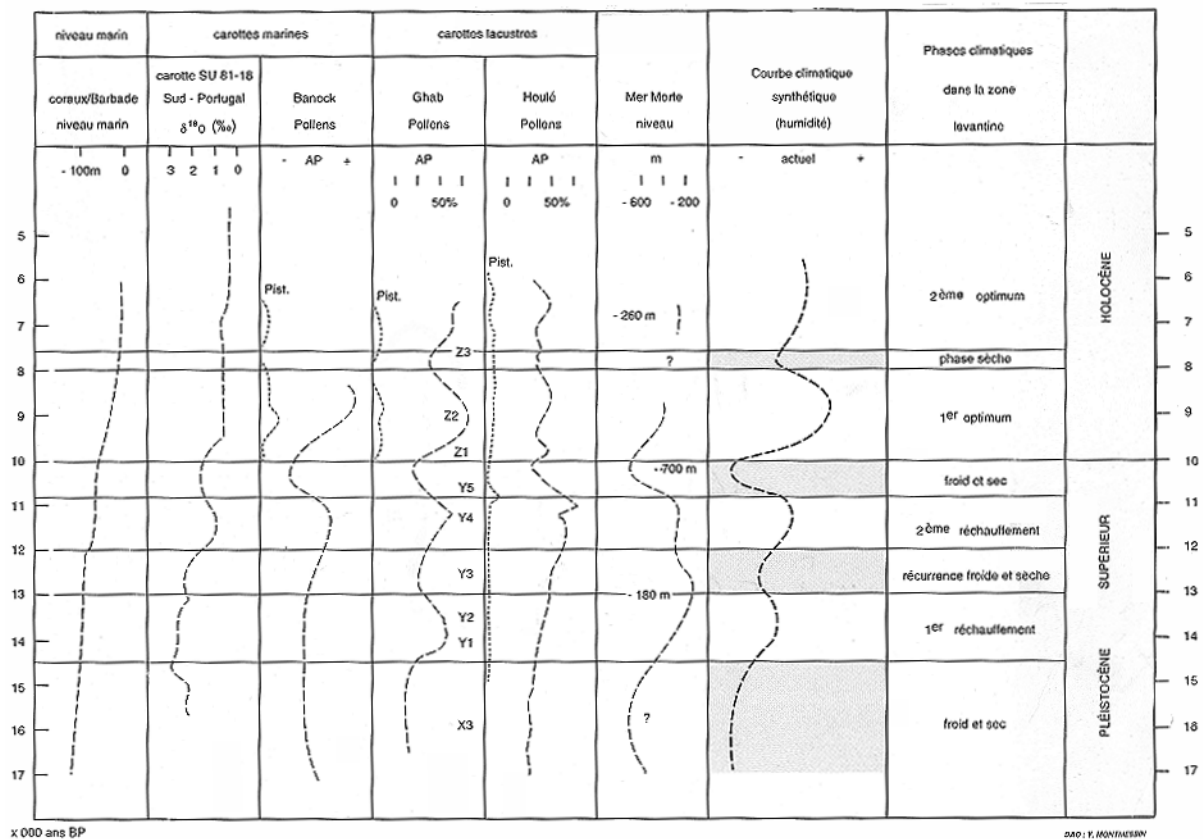 niveau marin
carottes marines
carottes lacustres
coraux/Barbade
niveau marin
carotte SU 81-18
Sud - Portugal
δ¹⁸O (‰)
Banock
Pollens
Ghab
Pollens
Houlé
Pollens
Mer Morte
niveau
Courbe climatique
synthétique
(humidité)
Phases climatiques
dans la zone
levantine
- 100m 0
3 2 1 0
- AP +
AP
0 50%
AP
0 50%
m
- 600 - 200
- actuel +
5 5
Pist.
6 6
Pist.
Pist.
2ème optimum
- 260 m
7 7
Z3
phase sèche
?
8 8
Z2
9 9
1er optimum
Z1
10 10
- 700 m
froid et sec
Y5
11 11
Y4
2ème réchauffement
12 12
Y3
récurrence froide et sèche
13 13
- 180 m
Y2
1er réchauffement
14 14
Y1
15 15
X3
?
froid et sec
16 18
17 17
HOLOCÈNE
PLÉISTOCÈNE SUPERIEUR
x 000 ans BP
DAO : Y. MONTMESSIN